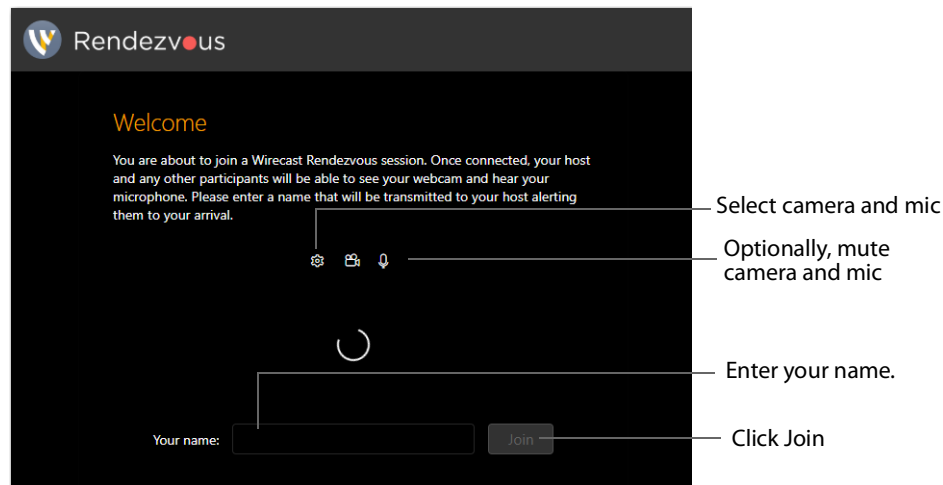 Rendezvous
Welcome
You are about to join a Wirecast Rendezvous session. Once connected, your host
and any other participants will be able to see your webcam and hear your
microphone. Please enter a name that will be transmitted to your host alerting
them to your arrival.
Select camera and mic
Optionally, mute
camera and mic
Enter your name.
Your name:
Join
Click Join